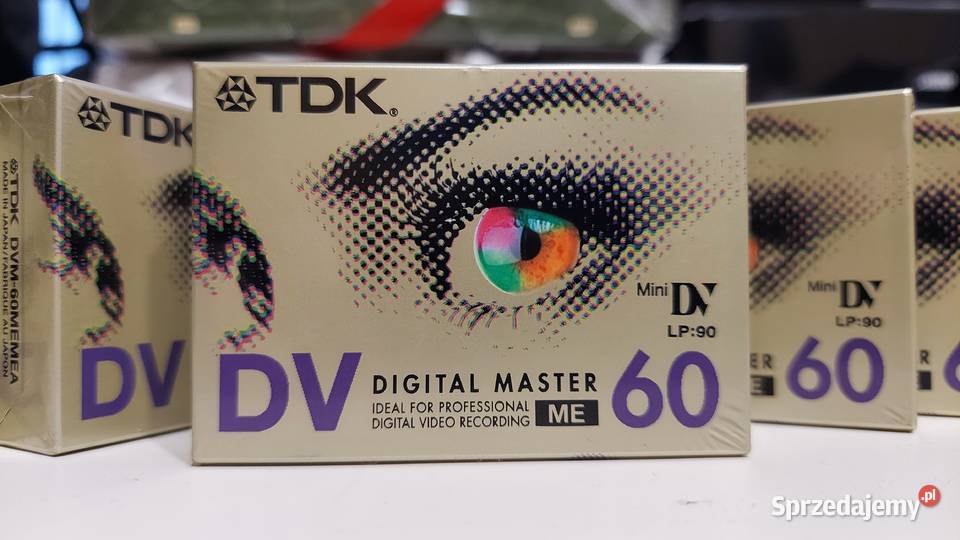 TDK®
Mini DV
LP:90
DV DIGITAL MASTER 60
IDEAL FOR PROFESSIONAL
DIGITAL VIDEO RECORDING ME
TDK
DV
TDK DVM-60MEMEA
MADE IN JAPAN/FABRIQUE AU JAPON
Mini DV
LP:90
60
Sprzedajemy.pl